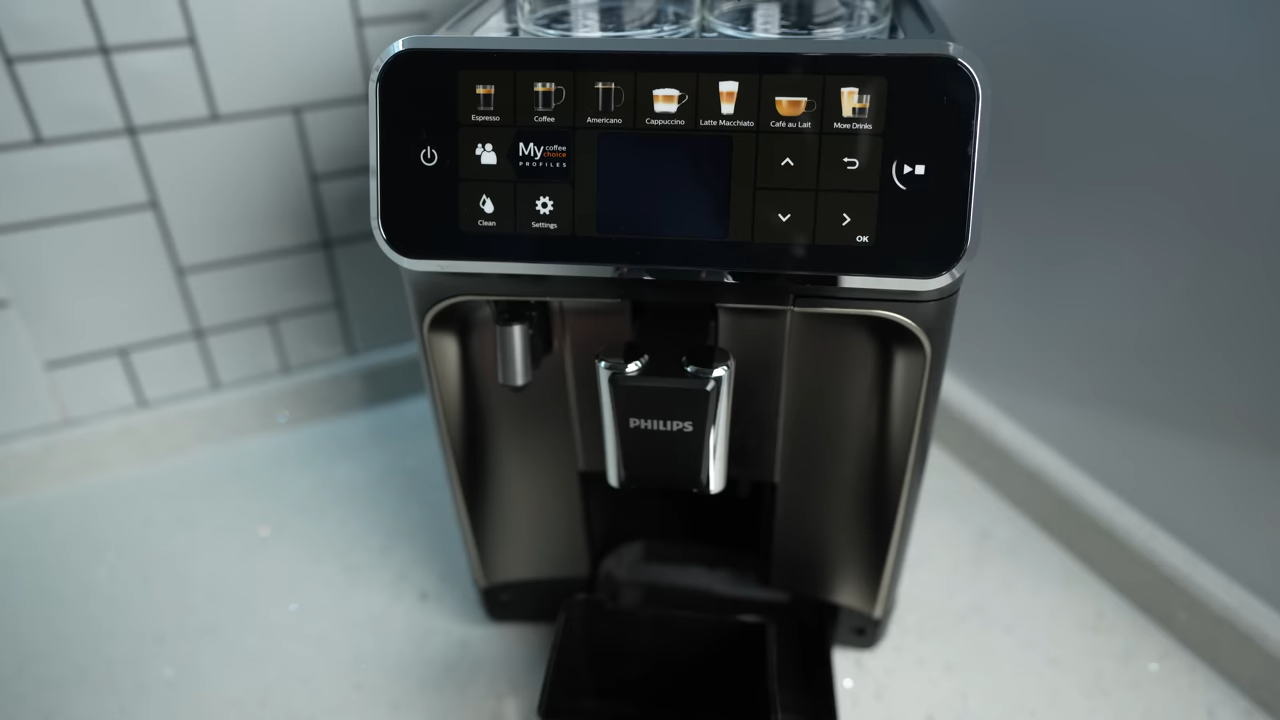 Espresso
Coffee
Americano
Cappuccino
Latte Macchiato
Café au Lait
More Drinks
My coffee choice
PROFILES
Clean
Settings
OK
PHILIPS